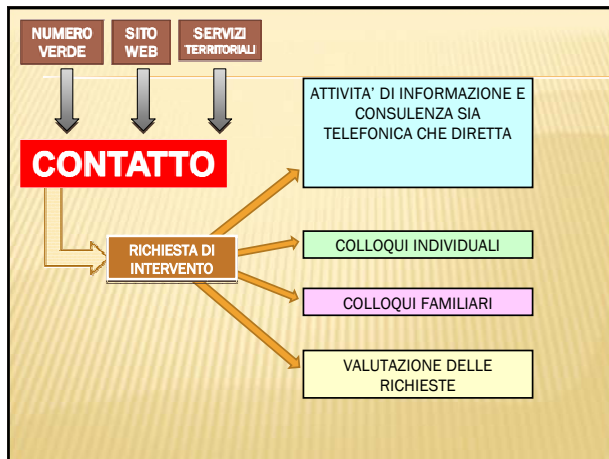 NUMERO
VERDE
SITO
WEB
SERVIZI
TERRITORIALI
CONTATTO
RICHIESTA DI
INTERVENTO
ATTIVITA' DI INFORMAZIONE E
CONSULENZA SIA
TELEFONICA CHE DIRETTA
COLLOQUI INDIVIDUALI
COLLOQUI FAMILIARI
VALUTAZIONE DELLE
RICHIESTE